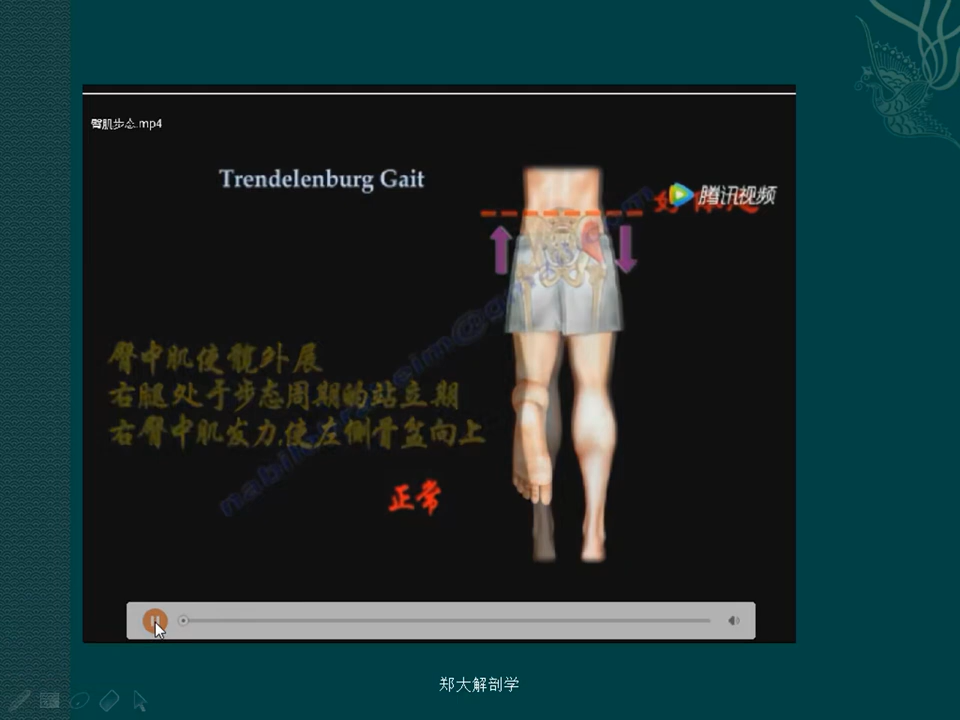 臀肌步态.mp4
Trendelenburg Gait
腾讯视频
臀中肌使髋外展
右腿处于步态周期的站立期
右臀中肌发力,使左侧骨盆向上
正常
郑大解剖学